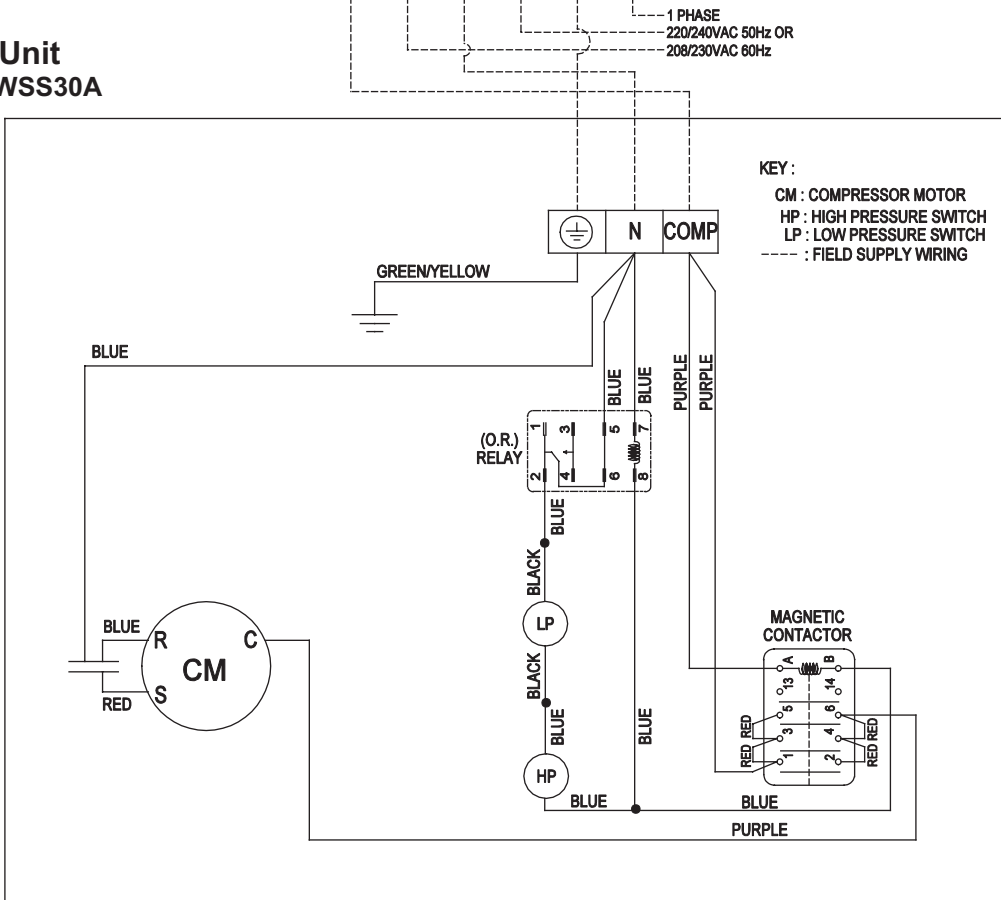 1 PHASE
220/240VAC 50Hz OR
208/230VAC 60Hz
Unit
WSS30A
KEY :
CM : COMPRESSOR MOTOR
HP : HIGH PRESSURE SWITCH
LP : LOW PRESSURE SWITCH
---- : FIELD SUPPLY WIRING
N
COMP
GREEN/YELLOW
BLUE
BLUE
BLUE
PURPLE
PURPLE
(O.R.)
RELAY
1
3
5
7
2
4
6
8
BLUE
BLACK
LP
BLACK
BLUE
HP
BLUE
BLUE
BLUE
PURPLE
BLUE
RED
R
C
S
CM
MAGNETIC
CONTACTOR
A
B
13
14
5
6
3
4
1
2
RED
RED
RED
RED